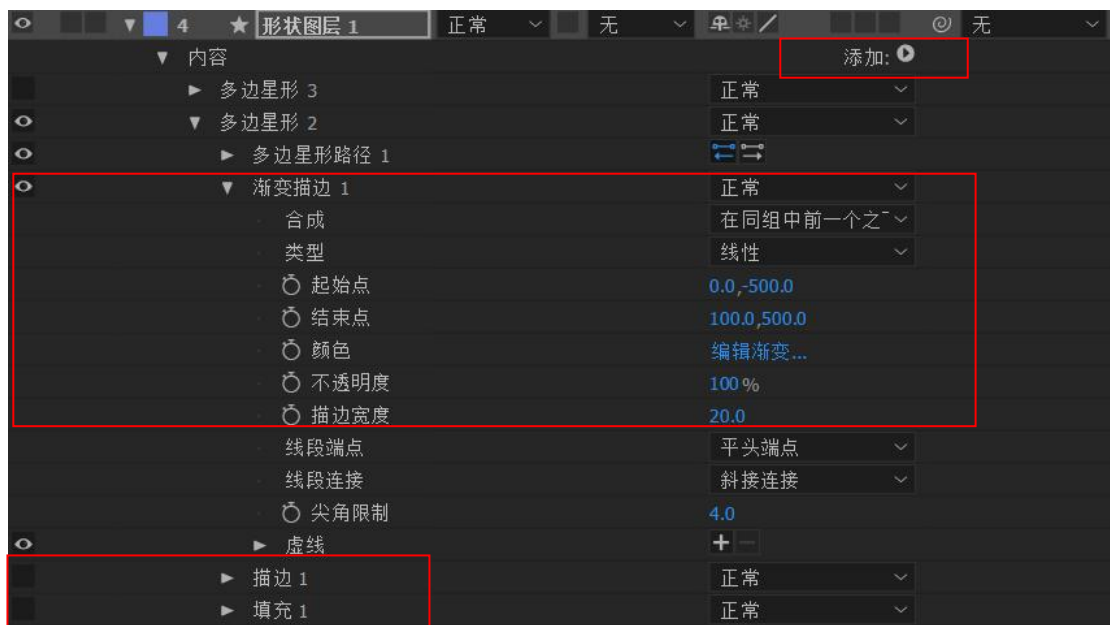 4 形状图层 1 正常 无 无
内容 添加:
多边星形 3 正常
多边星形 2 正常
多边星形路径 1
渐变描边 1 正常
合成 在同组中前一个之
类型 线性
起始点 0.0,-500.0
结束点 100.0,500.0
颜色 编辑渐变...
不透明度 100 %
描边宽度 20.0
线段端点 平头端点
线段连接 斜接连接
尖角限制 4.0
虚线
描边 1 正常
填充 1 正常